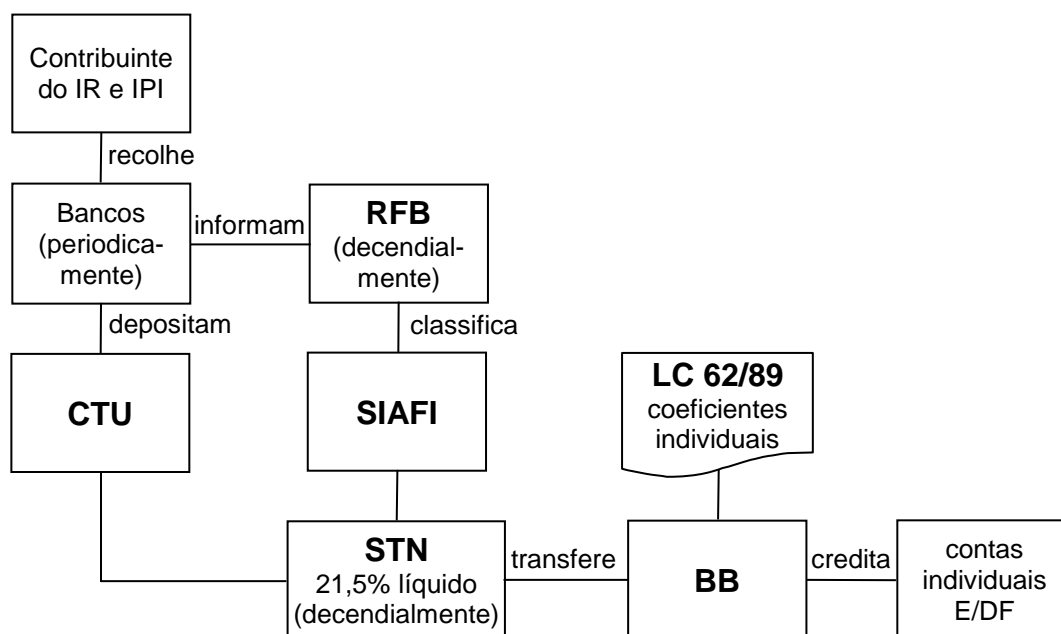 Contribuinte
do IR e IPI
recolhe
Bancos
(periodica-
mente)
informam
RFB
(decendial-
mente)
depositam
classifica
CTU
SIAFI
LC 62/89
coeficientes
individuais
STN
21,5% líquido
(decendialmente)
transfere
BB
credita
contas
individuais
E/DF